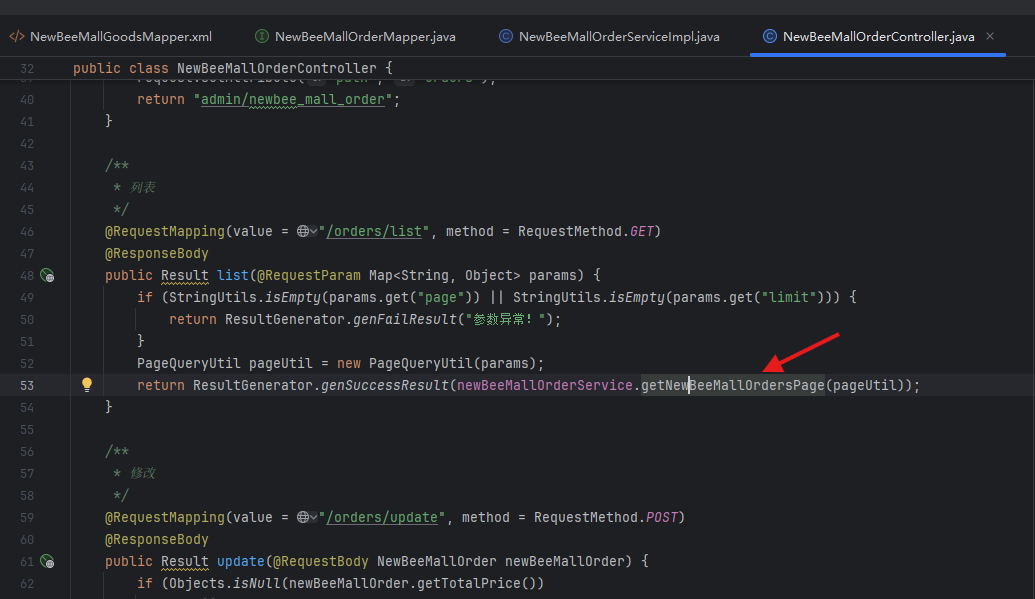 NewBeeMallGoodsMapper.xml NewBeeMallOrderMapper.java NewBeeMallOrderServiceImpl.java NewBeeMallOrderController.java
32 public class NewBeeMallOrderController {
40 return "admin/newbee_mall_order";
41 }
42
43 /**
44 * 列表
45 */
46 @RequestMapping(value = "/orders/list", method = RequestMethod.GET)
47 @ResponseBody
48 public Result list(@RequestParam Map<String, Object> params) {
49 if (StringUtils.isEmpty(params.get("page")) || StringUtils.isEmpty(params.get("limit"))) {
50 return ResultGenerator.genFailResult("参数异常！");
51 }
52 PageQueryUtil pageUtil = new PageQueryUtil(params);
53 return ResultGenerator.genSuccessResult(newBeeMallOrderService.getNewBeeMallOrdersPage(pageUtil));
54 }
55
56 /**
57 * 修改
58 */
59 @RequestMapping(value = "/orders/update", method = RequestMethod.POST)
60 @ResponseBody
61 public Result update(@RequestBody NewBeeMallOrder newBeeMallOrder) {
62 if (Objects.isNull(newBeeMallOrder.getTotalPrice())